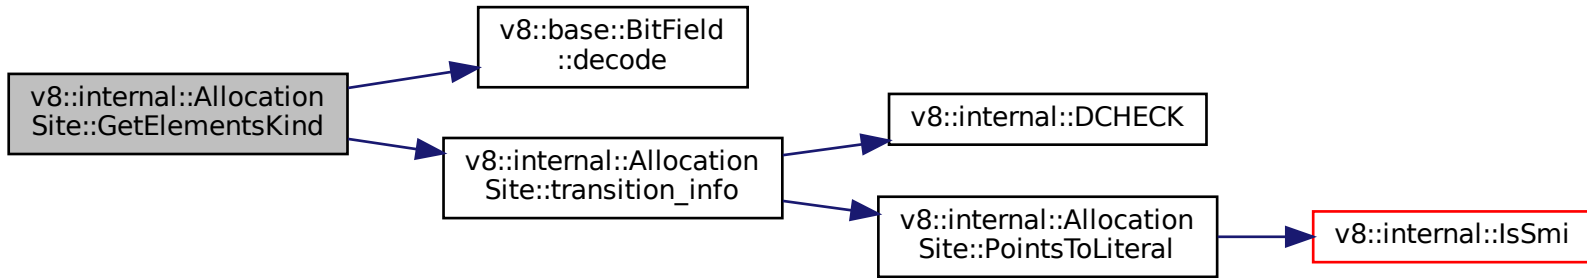 v8::internal::Allocation
Site::GetElementsKind
v8::base::BitField
::decode
v8::internal::Allocation
Site::transition_info
v8::internal::DCHECK
v8::internal::Allocation
Site::PointsToLiteral
v8::internal::IsSmi